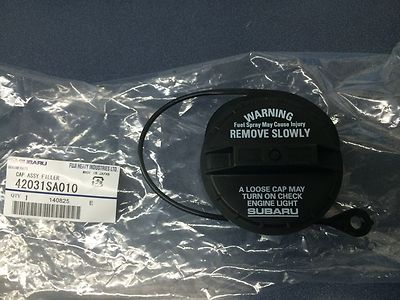 SUBARU
FUJI HEAVY INDUSTRIES LTD
MADE IN JAPAN
CAP ASSY FILLER
42031SA010
QTY 1 140825 E
WARNING
Fuel Spray May Cause Injury
REMOVE SLOWLY
A LOOSE CAP MAY
TURN ON CHECK
ENGINE LIGHT
SUBARU